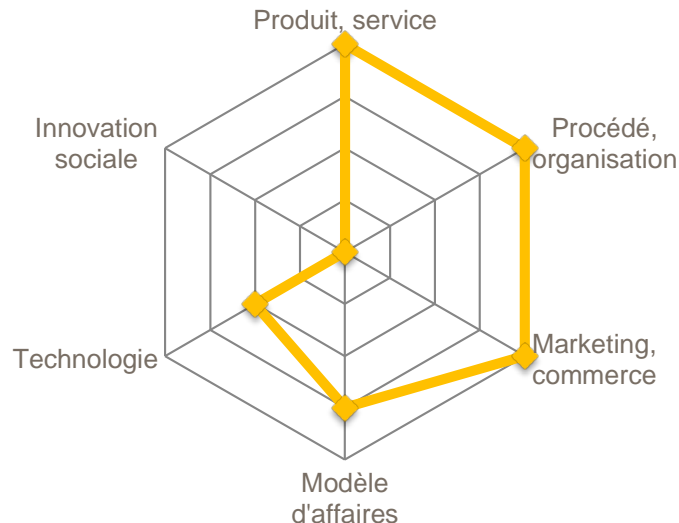 Produit, service
Procédé,
organisation
Marketing,
commerce
Modèle
d'affaires
Technologie
Innovation
sociale